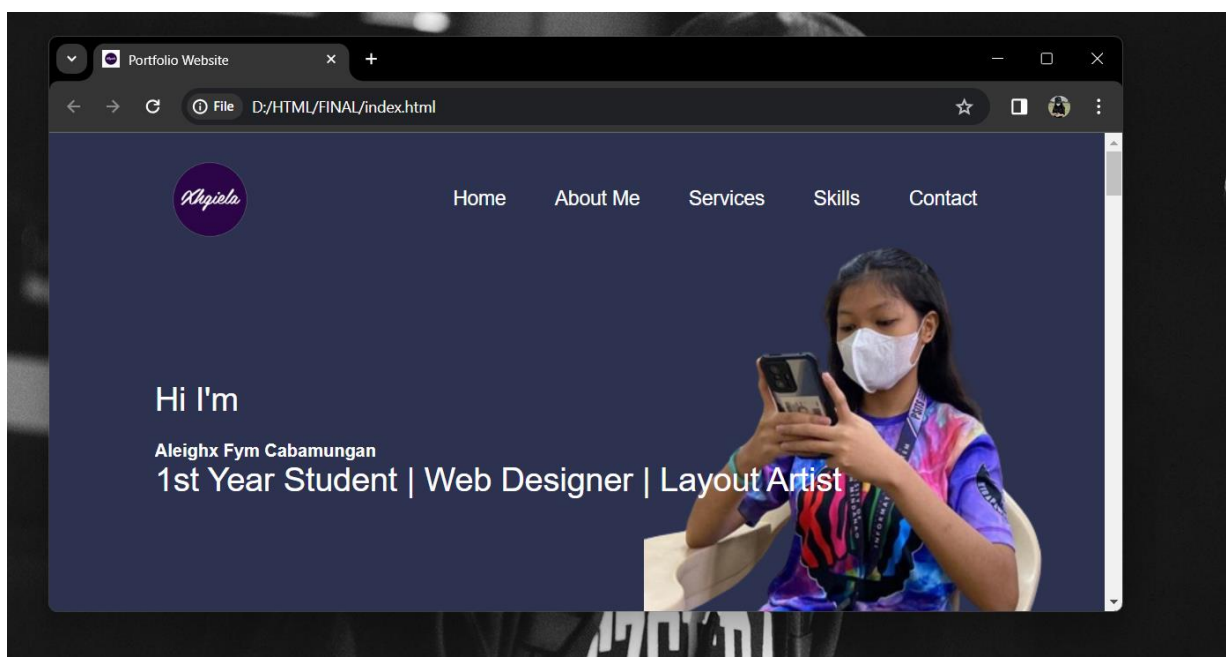 Portfolio Website
File D:/HTML/FINAL/index.html
Xhgiela
Home About Me Services Skills Contact
Hi I'm
Aleighx Fym Cabamungan
1st Year Student | Web Designer | Layout Artist